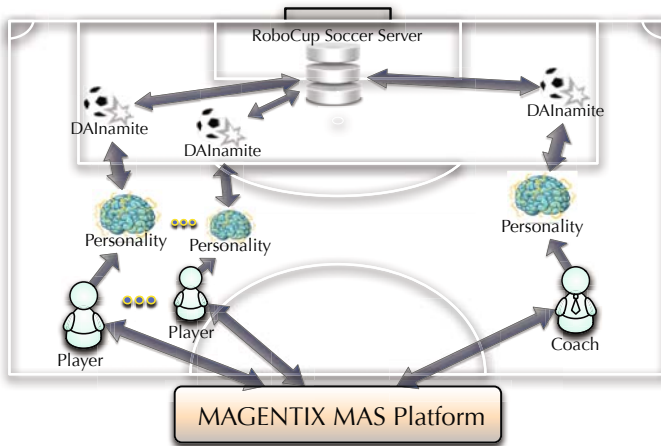 RoboCup Soccer Server
DAInamite
DAInamite
DAInamite
Personality
Personality
Personality
Player
Player
Coach
MAGENTIX MAS Platform